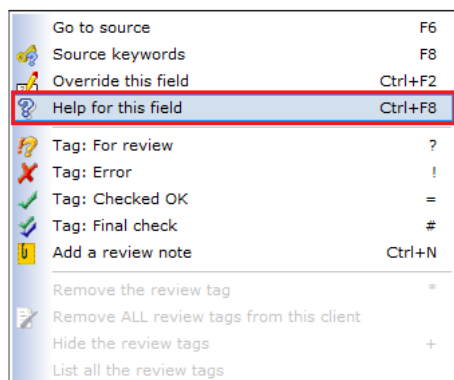 Go to source F6
Source keywords F8
Override this field Ctrl+F2
Help for this field Ctrl+F8
Tag: For review ?
Tag: Error !
Tag: Checked OK =
Tag: Final check #
Add a review note Ctrl+N
Remove the review tag *
Remove ALL review tags from this client
Hide the review tags +
List all the review tags